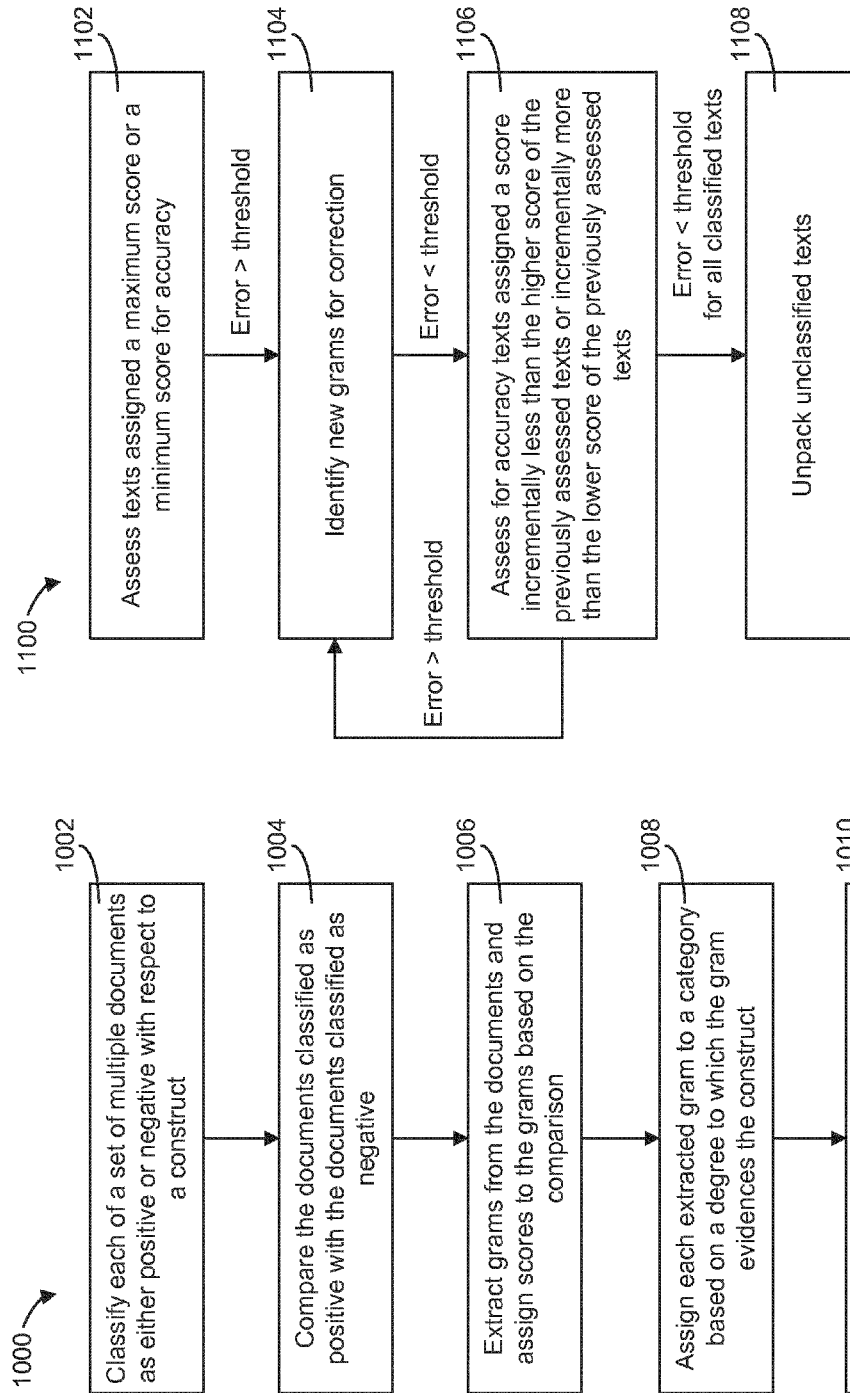 1000
1002
Classify each of a set of multiple documents
as either positive or negative with respect to
a construct
1004
Compare the documents classified as
positive with the documents classified as
negative
1006
Extract grams from the documents and
assign scores to the grams based on the
comparison
1008
Assign each extracted gram to a category
based on a degree to which the gram
evidences the construct
1010
1100
1102
Assess texts assigned a maximum score or a
minimum score for accuracy
Error > threshold
1104
Identify new grams for correction
Error > threshold
Error < threshold
1106
Assess for accuracy texts assigned a score
incrementally less than the higher score of the
previously assessed texts or incrementally more
than the lower score of the previously assessed
texts
Error < threshold
for all classified texts
1108
Unpack unclassified texts